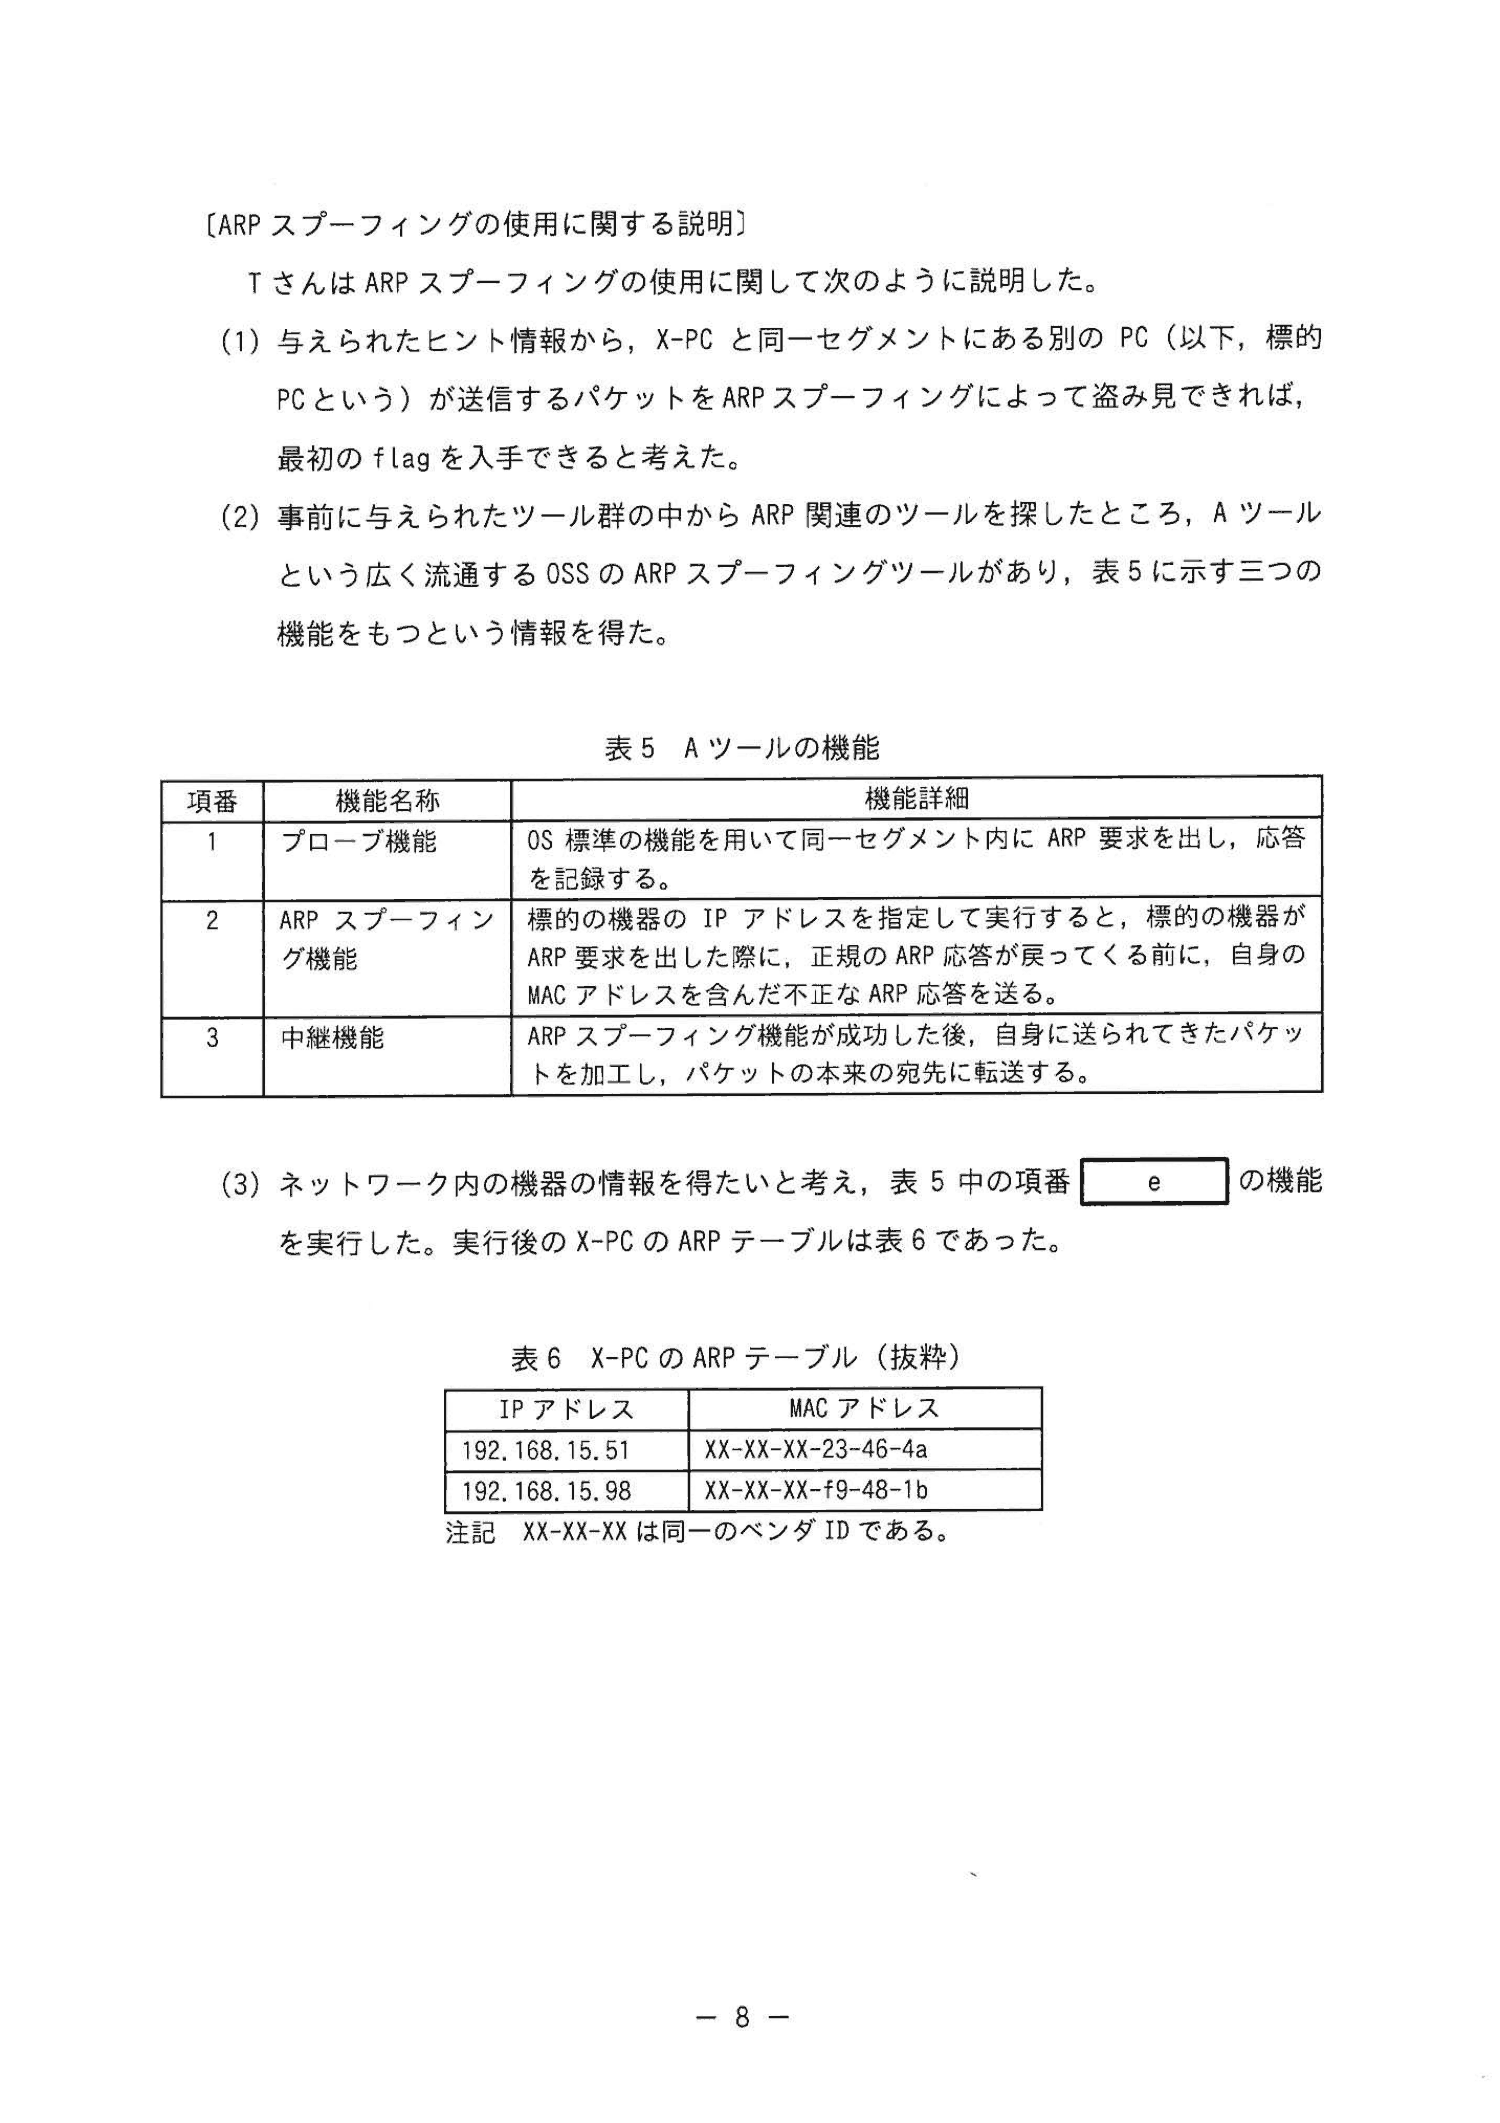 〔ARP スプーフィングの使用に関する説明〕
T さんは ARP スプーフィングの使用に関して次のように説明した。
(1) 与えられたヒント情報から，X-PC と同一セグメントにある別の PC（以下，標的
PC という）が送信するパケットを ARP スプーフィングによって盗み見できれば，
最初の flag を入手できると考えた。
(2) 事前に与えられたツール群の中から ARP 関連のツールを探したところ，A ツール
という広く流通する OSS の ARP スプーフィングツールがあり，表 5 に示す三つの
機能をもつという情報を得た。
表 5 A ツールの機能
項番 機能名称 機能詳細
1 プローブ機能 OS 標準の機能を用いて同一セグメント内に ARP 要求を出し，応答
を記録する。
2 ARP スプーフィン 標的の機器の IP アドレスを指定して実行すると，標的の機器が
グ機能 ARP 要求を出した際に，正規の ARP 応答が戻ってくる前に，自身の
MAC アドレスを含んだ不正な ARP 応答を送る。
3 中継機能 ARP スプーフィング機能が成功した後，自身に送られてきたパケッ
トを加工し，パケットの本来の宛先に転送する。
(3) ネットワーク内の機器の情報を得たいと考え，表 5 中の項番 e の機能
を実行した。実行後の X-PC の ARP テーブルは表 6 であった。
表 6 X-PC の ARP テーブル（抜粋）
IP アドレス MAC アドレス
192.168.15.51 XX-XX-XX-23-46-4a
192.168.15.98 XX-XX-XX-f9-48-1b
注記 XX-XX-XX は同一のベンダ ID である。
－ 8 －